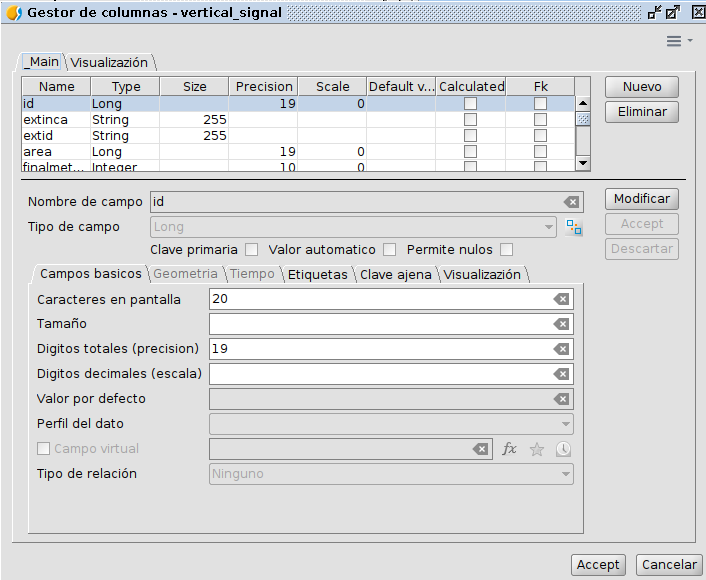 Gestor de columnas - vertical_signal
_Main Visualizazión
Name Type Size Precision Scale Default v... Calculated Fk
id Long 19 0
extinca String 255
extid String 255
area Long 19 0
finalmet... Integer 10 0
Nuevo
Eliminar
Nombre de campo id
Modificar
Tipo de campo Long
Accept
Clave primaria Valor automatico Permite nulos
Descartar
Campos basicos Geometria Tiempo Etiquetas Clave ajena Visualizazión
Caracteres en pantalla 20
Tamaño
Digitos totales (precision) 19
Digitos decimales (escala)
Valor por defecto
Perfil del dato
Campo virtual fx
Tipo de relación Ninguno
Accept Cancelar